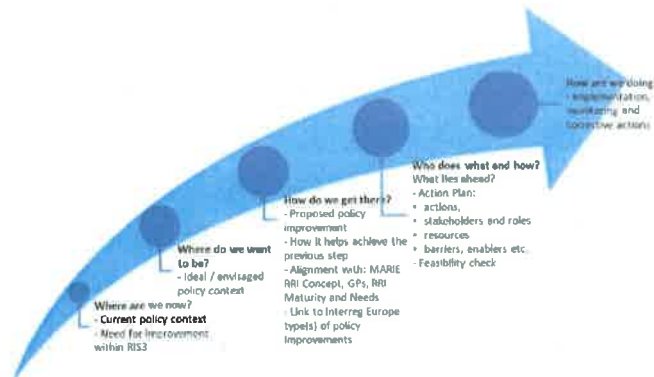 Where are we now?
- Current policy context
- Need for improvement
within RIS3
Where do we want
to be?
- Ideal / envisaged
policy context
How do we get there?
- Proposed policy
improvement
- How it helps achieve the
previous step
- Alignment with: MARIE
RRI Concept, GPs, RRI
Maturity and Needs
- Link to Interreg Europe
type(s) of policy
improvements
Who does what and how?
What lies ahead?
- Action Plan:
• actions,
• stakeholders and roles
• resources
• barriers, enablers etc.
- Feasibility check
How are we doing
- Implementation,
monitoring and
corrective actions